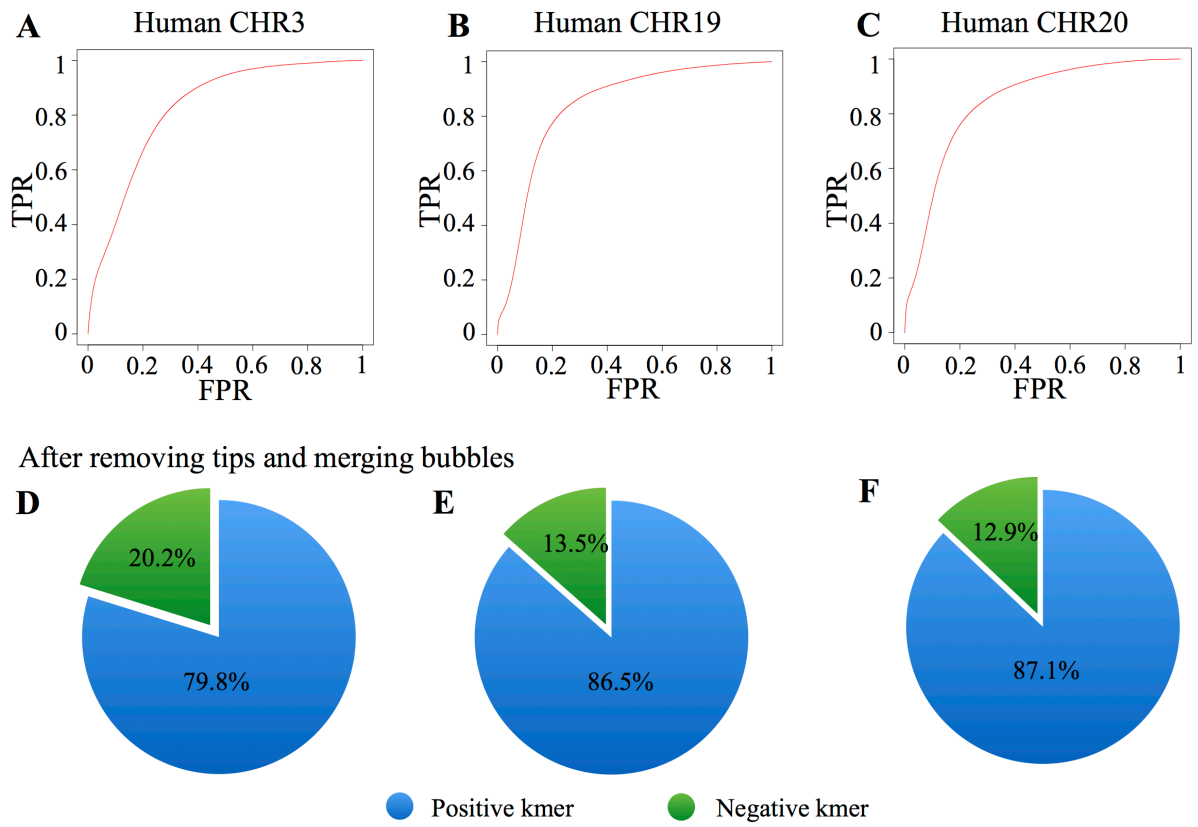 A Human CHR3
B Human CHR19
C Human CHR20
TPR
1
0.8
0.6
0.4
0.2
0
0 0.2 0.4 0.6 0.8 1
FPR
TPR
1
0.8
0.6
0.4
0.2
0
0 0.2 0.4 0.6 0.8 1
FPR
TPR
1
0.8
0.6
0.4
0.2
0
0 0.2 0.4 0.6 0.8 1
FPR
After removing tips and merging bubbles
D
20.2%
79.8%
E
13.5%
86.5%
F
12.9%
87.1%
Positive kmer
Negative kmer